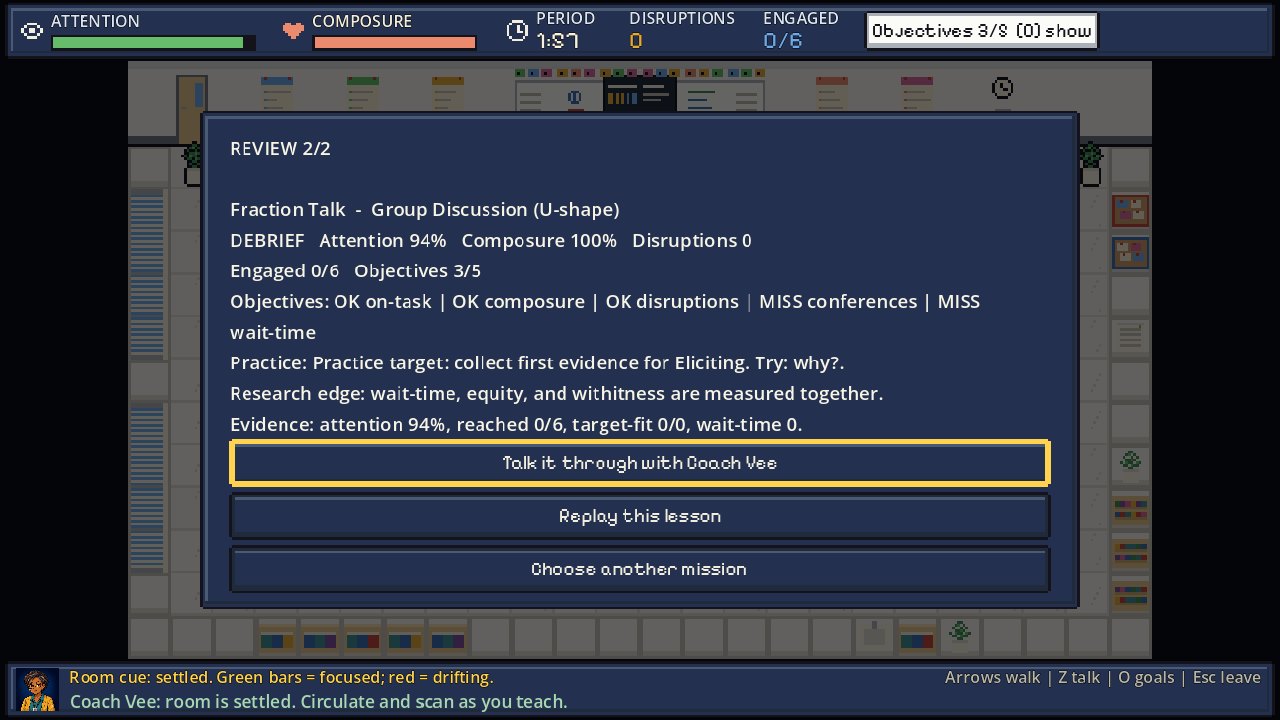 ATTENTION
COMPOSURE
PERIOD
1:57
DISRUPTIONS
0
ENGAGED
0/6
Objectives 3/8 (O) show
REVIEW 2/2
Fraction Talk - Group Discussion (U-shape)
DEBRIEF Attention 94% Composure 100% Disruptions 0
Engaged 0/6 Objectives 3/5
Objectives: OK on-task | OK composure | OK disruptions | MISS conferences | MISS
wait-time
Practice: Practice target: collect first evidence for Eliciting. Try: why?.
Research edge: wait-time, equity, and withitness are measured together.
Evidence: attention 94%, reached 0/6, target-fit 0/0, wait-time 0.
Talk it through with Coach Vee
Replay this lesson
Choose another mission
Room cue: settled. Green bars = focused; red = drifting.
Arrows walk | Z talk | O goals | Esc leave
Coach Vee: room is settled. Circulate and scan as you teach.